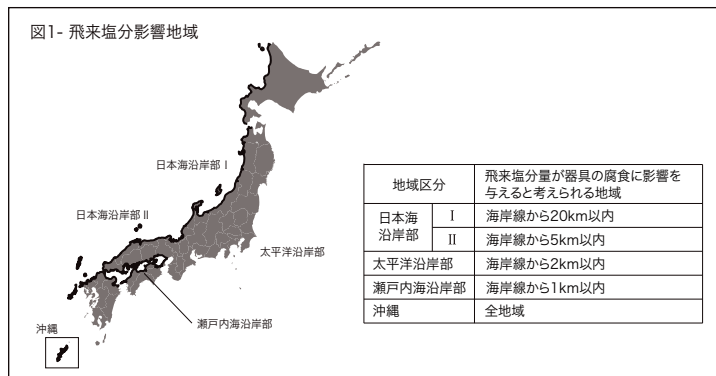 図1- 飛来塩分影響地域
日本海沿岸部Ⅰ
日本海沿岸部Ⅱ
太平洋沿岸部
瀬戸内海沿岸部
沖縄
地域区分
飛来塩分量が器具の腐食に影響を
与えると考えられる地域
日本海
沿岸部
Ⅰ
海岸線から20km以内
Ⅱ
海岸線から5km以内
太平洋沿岸部
海岸線から2km以内
瀬戸内海沿岸部
海岸線から1km以内
沖縄
全地域